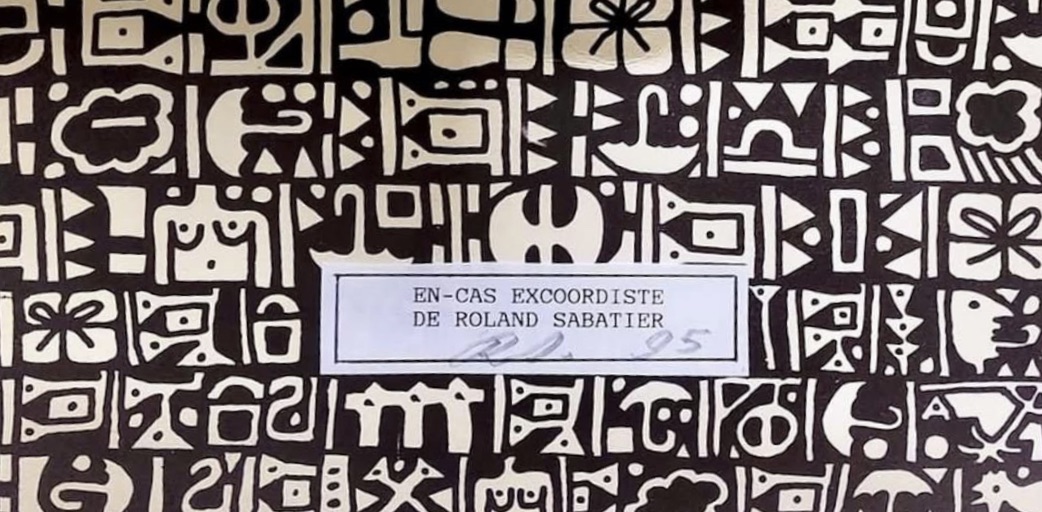 EN-CAS EXCOORDISTE
DE ROLAND SABATIER
95